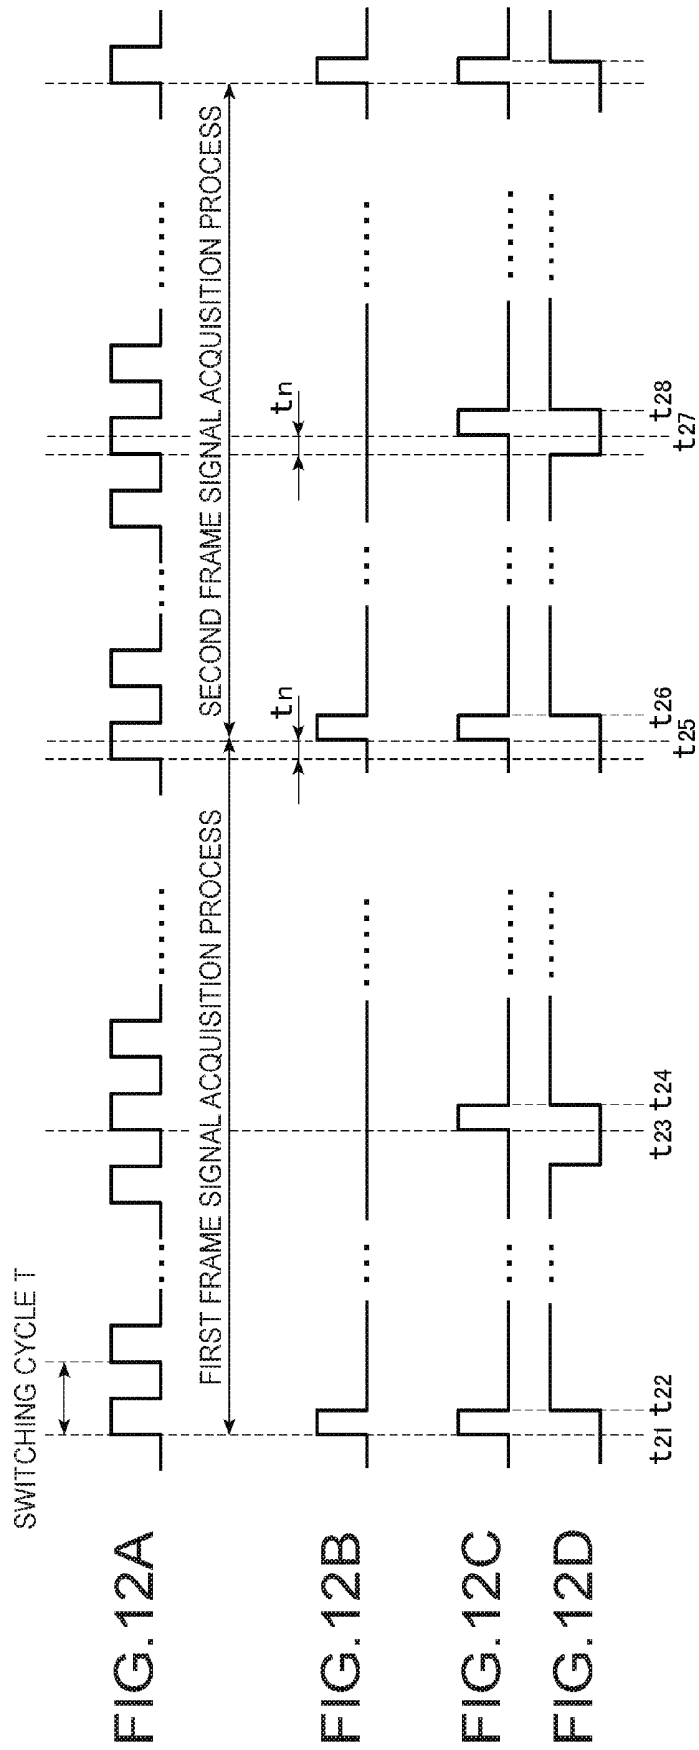 SWITCHING CYCLE T
FIG. 12A
FIRST FRAME SIGNAL ACQUISITION PROCESS
SECOND FRAME SIGNAL ACQUISITION PROCESS
tn
tn
FIG. 12B
FIG. 12C
FIG. 12D
t21 t22 t23 t24 t25 t26 t27 t28